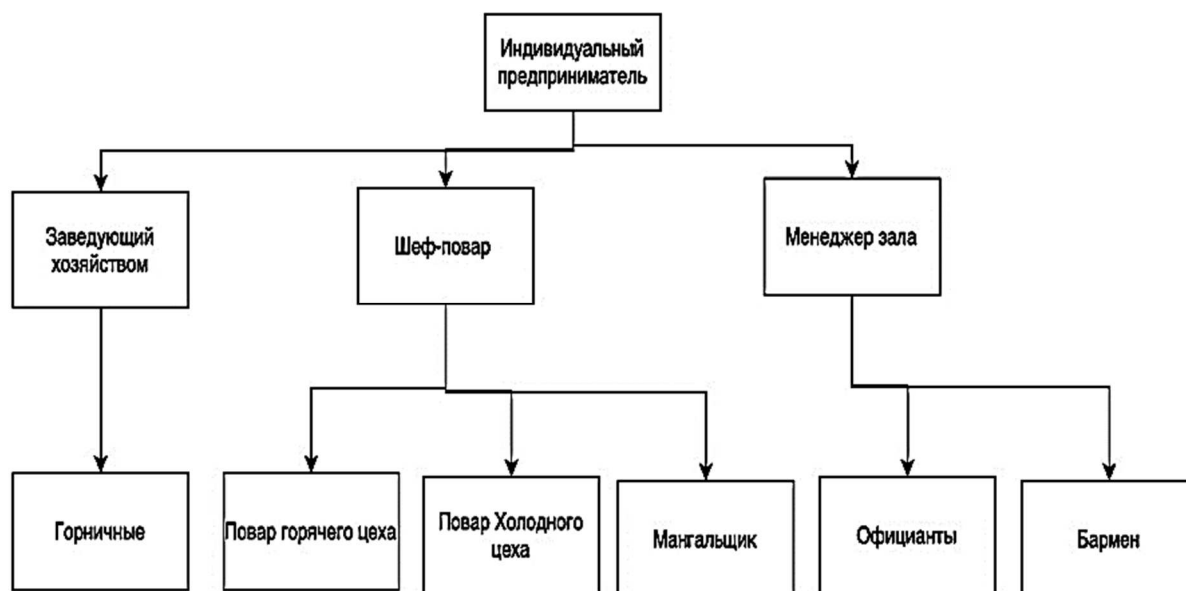 Индивидуальный
предприниматель
Заведующий
хозяйством
Шеф-повар
Менеджер зала
Горничные
Повар горячего цеха
Повар Холодного
цеха
Мангальщик
Официанты
Бармен